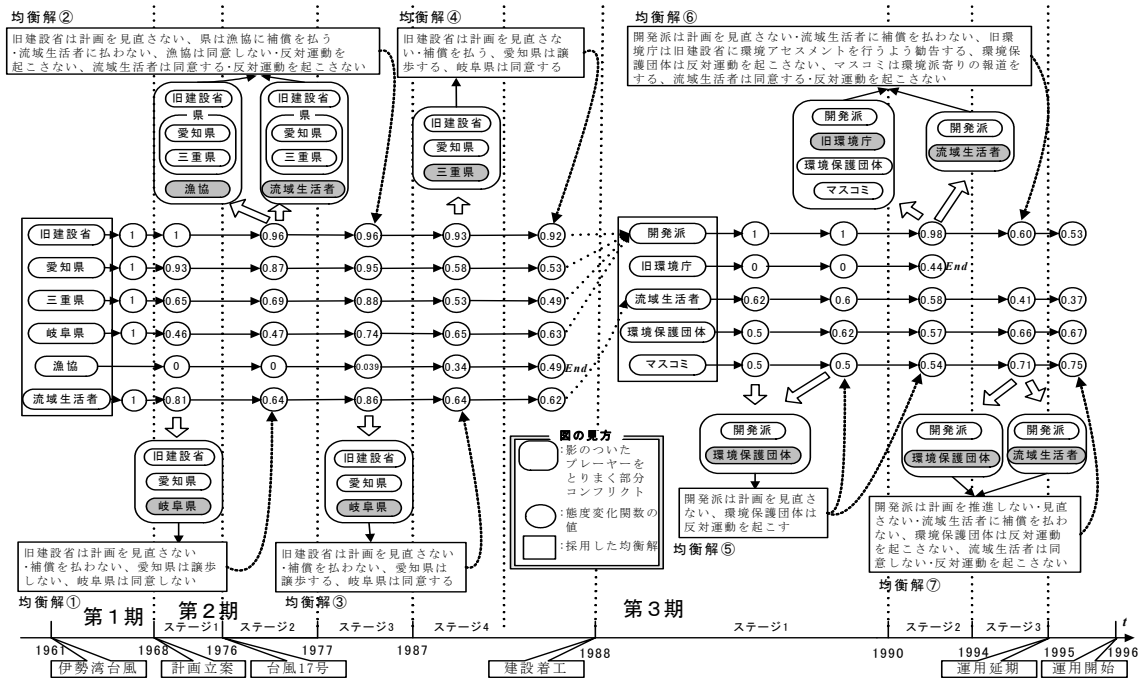 均衡解②
旧建設省は計画を見直さない、県は漁協に補償を払う
・流域生活者に払わない、漁協は同意しない・反対運動を
起こさない、流域生活者は同意する・反対運動を起こさない
均衡解④
旧建設省は計画を見直さな
い・補償を払う、愛知県は譲
歩する、岐阜県は同意する
均衡解⑥
開発派は計画を見直さない・流域生活者に補償を払わない、旧環
境庁は旧建設省に環境アセスメントを行うよう勧告する、環境保
護団体は反対運動を起こさない、マスコミは環境派寄りの報道を
する、流域生活者は同意する・反対運動を起こさない
旧建設省
県
愛知県
三重県
漁協
旧建設省
県
愛知県
三重県
流域生活者
旧建設省
愛知県
三重県
開発派
旧環境庁
環境保護団体
マスコミ
開発派
流域生活者
旧建設省 1 1 0.96 0.96 0.93 0.92
愛知県 1 0.93 0.87 0.95 0.58 0.53
三重県 1 0.65 0.69 0.88 0.53 0.49
岐阜県 1 0.46 0.47 0.74 0.65 0.63
漁協 0 0 0.039 0.34 0.49 End
流域生活者 1 0.81 0.64 0.86 0.64 0.62
開発派 1 1 0.98 0.60 0.53
旧環境庁 0 0 0.44 End
流域生活者 0.62 0.6 0.58 0.41 0.37
環境保護団体 0.5 0.62 0.57 0.66 0.67
マスコミ 0.5 0.5 0.54 0.71 0.75
旧建設省
愛知県
岐阜県
旧建設省
愛知県
岐阜県
図の見方
:影のついた
プレーヤーを
とりまく部分
コンフリクト
:態度変化関数の
値
:採用した均衡解
開発派
環境保護団体
開発派
環境保護団体
開発派
流域生活者
旧建設省は計画を見直さない
・補償を払わない、愛知県は譲歩
しない、岐阜県は同意しない
均衡解①
旧建設省は計画を見直さない
・補償を払わない、愛知県は
譲歩する、岐阜県は同意する
均衡解③
開発派は計画を見直さ
ない、環境保護団体は
反対運動を起こす
均衡解⑤
開発派は計画を推進しない・見直
さない・流域生活者に補償を払わ
ない、環境保護団体は反対運動
を起こさない、流域生活者は同
意しない・反対運動を起こさない
均衡解⑦
第1期
第2期
第3期
ステージ1
ステージ2
ステージ3
ステージ4
ステージ1
ステージ2
ステージ3
t
1961
1968
1976
1977
1987
1988
1990
1994
1995
1996
伊勢湾台風
計画立案
台風17号
建設着工
運用延期
運用開始